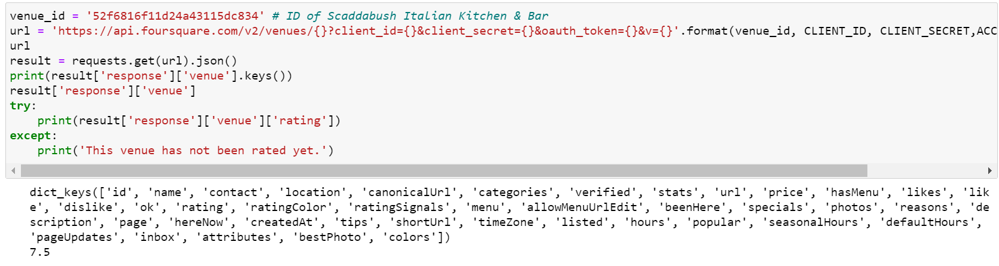 venue_id = '52f6816f11d24a43115dc834' # ID of Scaddabush Italian Kitchen & Bar
url = 'https://api.foursquare.com/v2/venues/{}?client_id={}&client_secret={}&oauth_token={}&v={}'.format(venue_id, CLIENT_ID, CLIENT_SECRET,ACC
url
result = requests.get(url).json()
print(result['response']['venue'].keys())
result['response']['venue']
try:
    print(result['response']['venue']['rating'])
except:
    print('This venue has not been rated yet.')
dict_keys(['id', 'name', 'contact', 'location', 'canonicalUrl', 'categories', 'verified', 'stats', 'url', 'price', 'hasMenu', 'likes', 'lik
e', 'dislike', 'ok', 'rating', 'ratingColor', 'ratingSignals', 'menu', 'allowMenuUrlEdit', 'beenHere', 'specials', 'photos', 'reasons', 'de
scription', 'page', 'hereNow', 'createdAt', 'tips', 'shortUrl', 'timeZone', 'listed', 'hours', 'popular', 'seasonalHours', 'defaultHours',
'pageUpdates', 'inbox', 'attributes', 'bestPhoto', 'colors'])
7.5